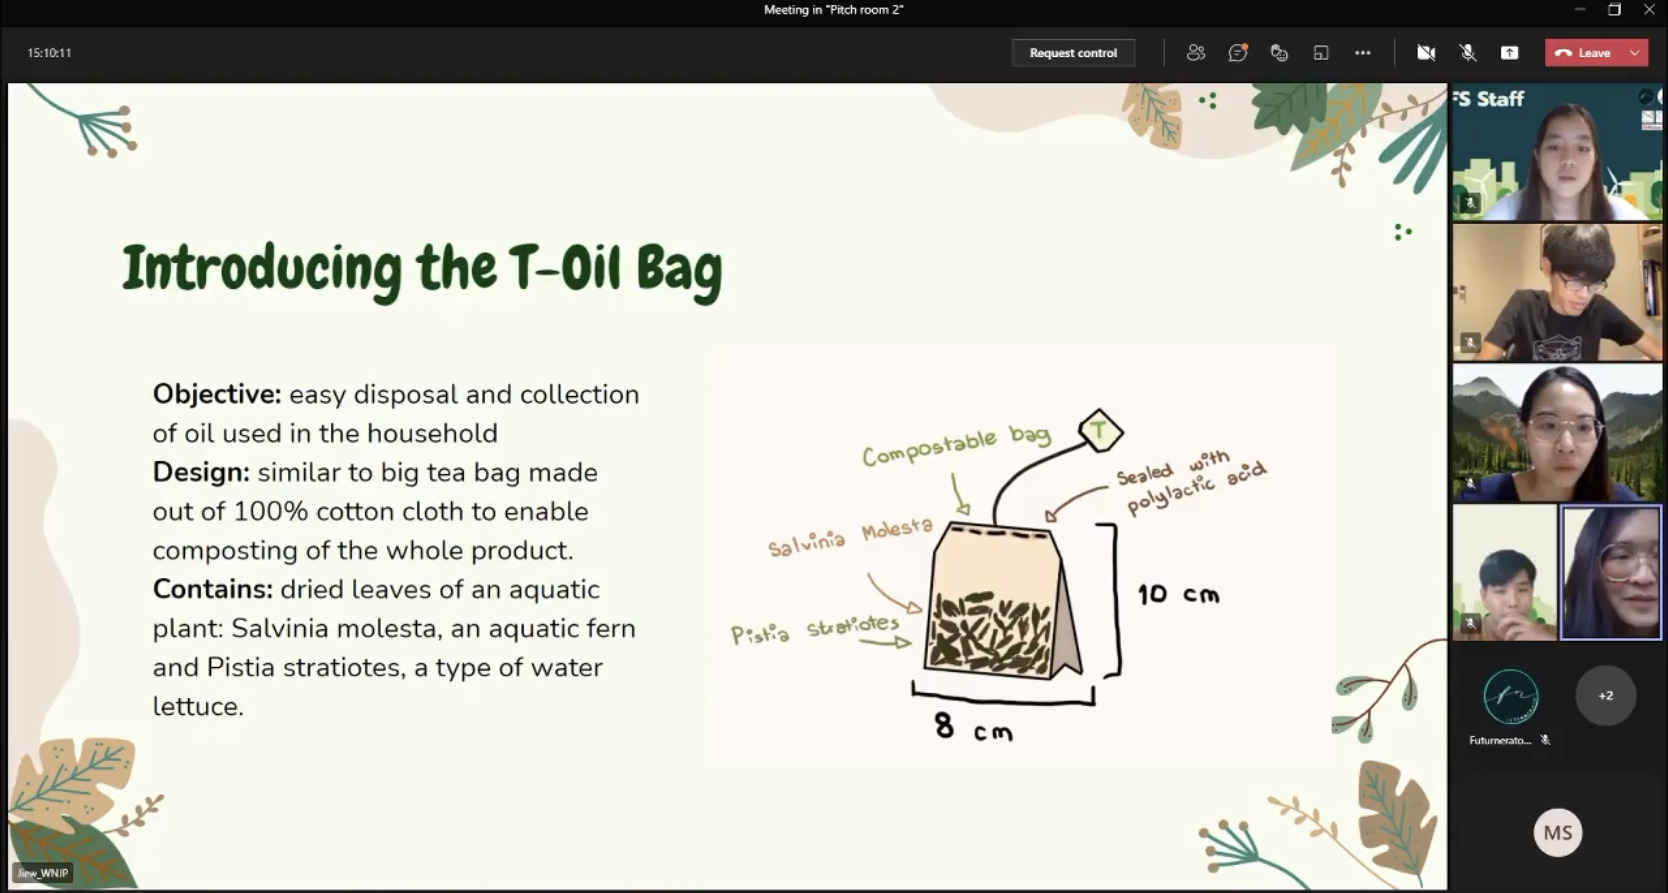 Meeting in "Pitch room 2"
15:10:11
Request control
Leave
FS Staff
Introducing the T-Oil Bag
Objective: easy disposal and collection
of oil used in the household
Design: similar to big tea bag made
out of 100% cotton cloth to enable
composting of the whole product.
Contains: dried leaves of an aquatic
plant: Salvinia molesta, an aquatic fern
and Pistia stratiotes, a type of water
lettuce.
T
Compostable bag
Sealed with
polylactic acid
Salvinia Molesta
Pistia stratiotes
10 cm
8 cm
+2
Futurnerato...
MS
Jiew_WNJP